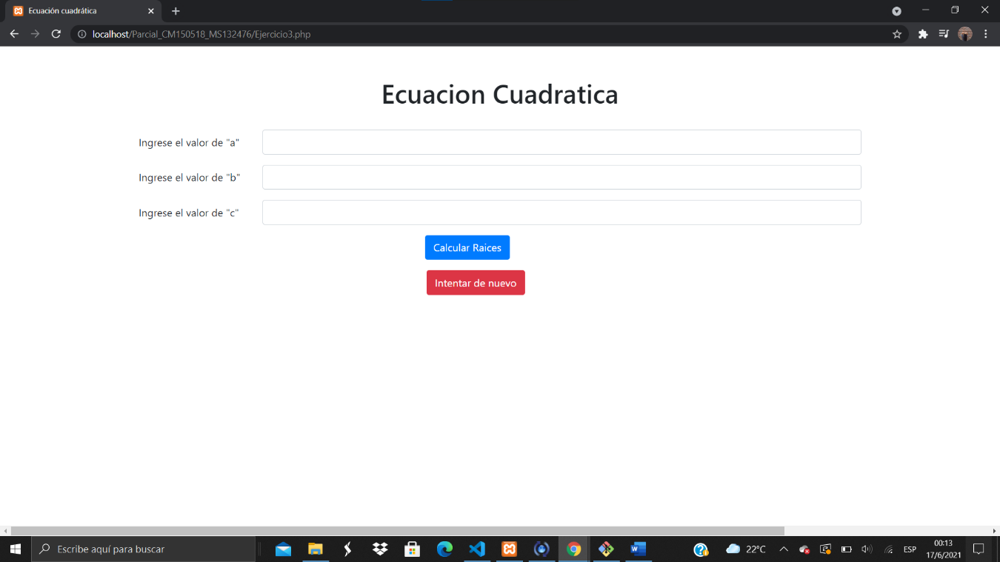 Ecuación cuadrática
localhost/Parcial_CM150518_MS132476/Ejercicio3.php
Ecuacion Cuadratica
Ingrese el valor de "a"
Ingrese el valor de "b"
Ingrese el valor de "c"
Calcular Raices
Intentar de nuevo
Escribe aquí para buscar
22°C
ESP
00:13
17/6/2021